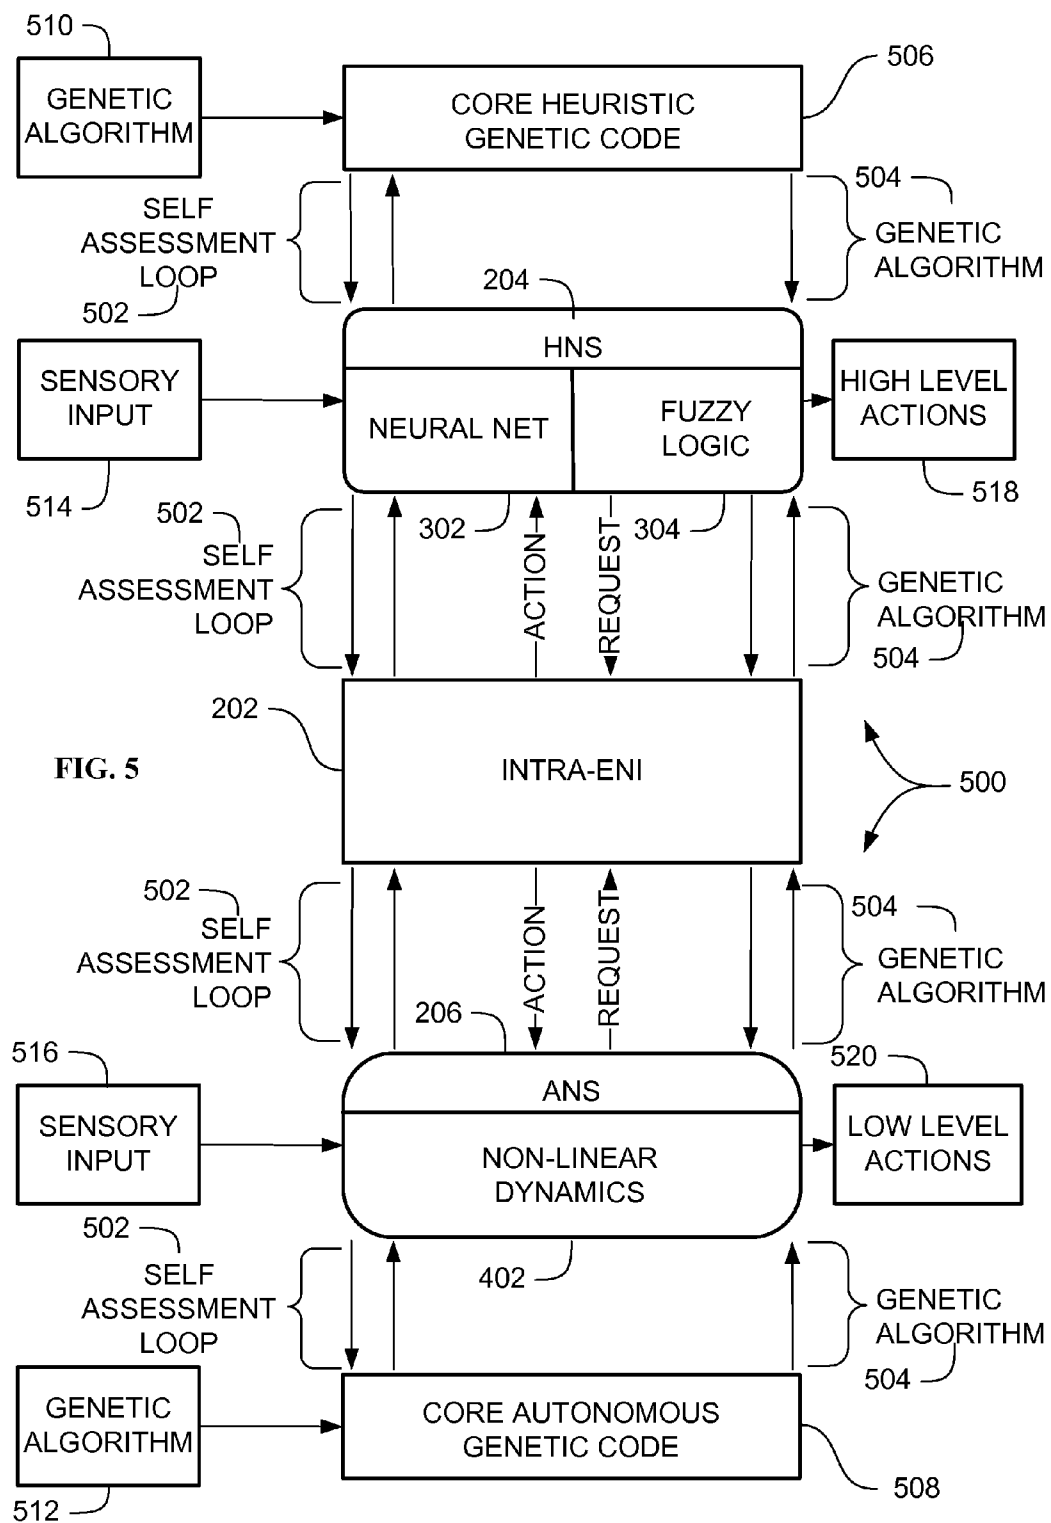 510
GENETIC
ALGORITHM
CORE HEURISTIC
GENETIC CODE
506
SELF
ASSESSMENT
LOOP
502
504
GENETIC
ALGORITHM
204
HNS
SENSORY
INPUT
514
NEURAL NET
FUZZY
LOGIC
HIGH LEVEL
ACTIONS
518
302
304
502
SELF
ASSESSMENT
LOOP
ACTION
REQUEST
GENETIC
ALGORITHM
504
202
INTRA-ENI
FIG. 5
500
502
SELF
ASSESSMENT
LOOP
ACTION
REQUEST
504
GENETIC
ALGORITHM
206
516
520
ANS
SENSORY
INPUT
NON-LINEAR
DYNAMICS
LOW LEVEL
ACTIONS
502
SELF
ASSESSMENT
LOOP
402
GENETIC
ALGORITHM
504
GENETIC
ALGORITHM
512
CORE AUTONOMOUS
GENETIC CODE
508